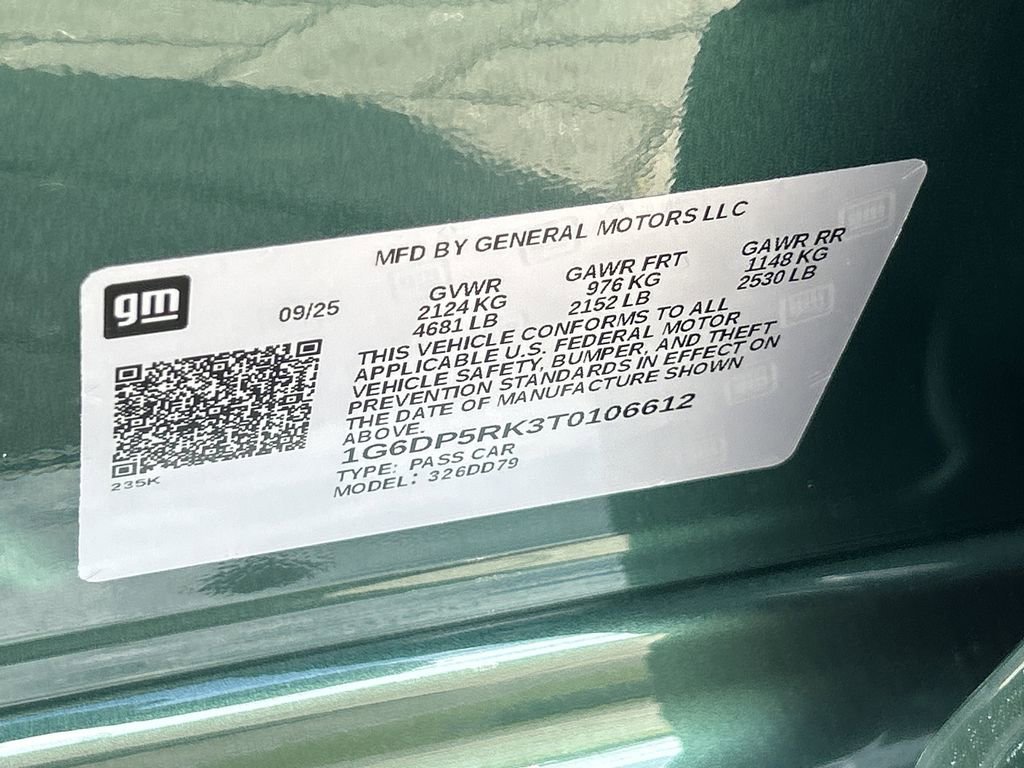 MFD BY GENERAL MOTORS LLC
gm
09/25
GVWR
2124 KG
4681 LB
GAWR FRT
976 KG
2152 LB
GAWR RR
1148 KG
2530 LB
THIS VEHICLE CONFORMS TO ALL
APPLICABLE U.S. FEDERAL MOTOR
VEHICLE SAFETY, BUMPER, AND THEFT
PREVENTION STANDARDS IN EFFECT ON
THE DATE OF MANUFACTURE SHOWN
ABOVE.
1G6DP5RK3T0106612
TYPE: PASS CAR
MODEL: 326DD79
235K